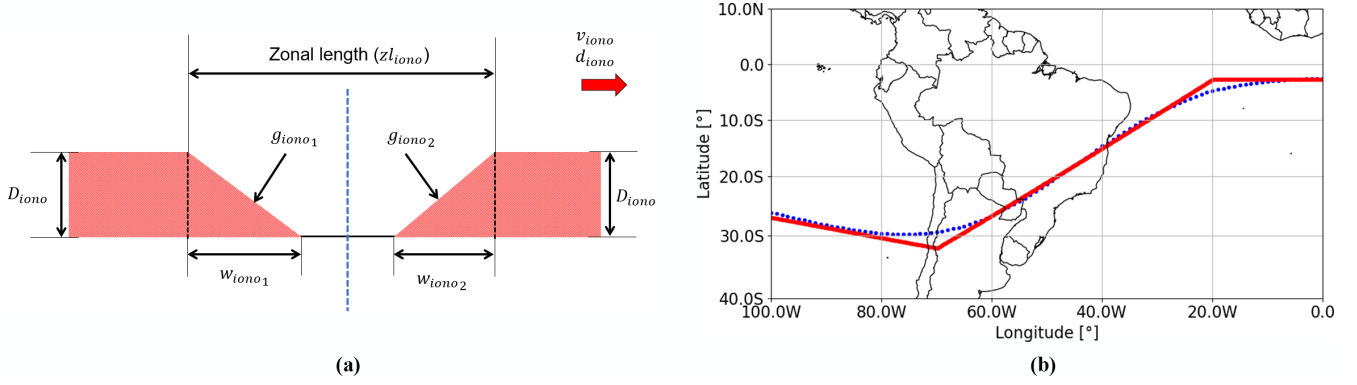 Zonal length (zl_iono)
v_iono
d_iono
g_iono1
g_iono2
D_iono
D_iono
w_iono1
w_iono2
(a)
10.0N
0.0
10.0S
20.0S
30.0S
40.0S
Latitude [°]
100.0W
80.0W
60.0W
40.0W
20.0W
0.0
Longitude [°]
(b)